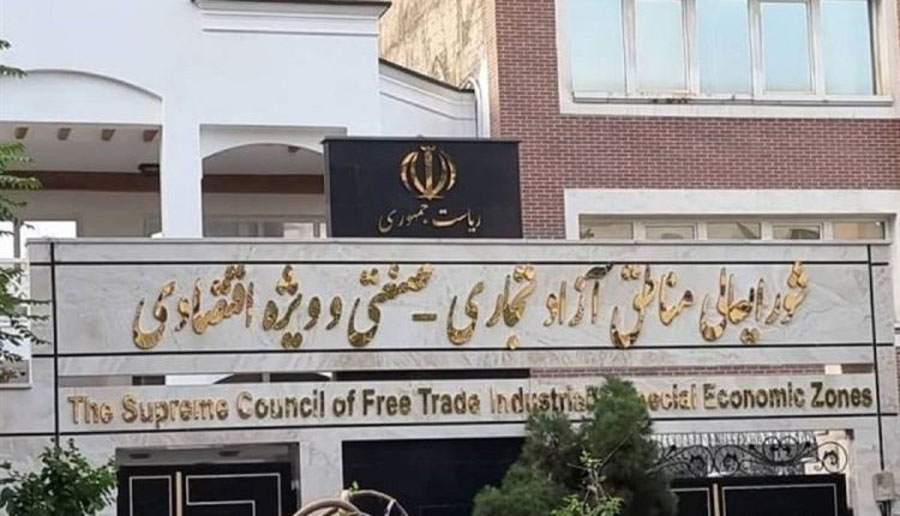 ریاست جمهوری
شورایعالی مناطق آزاد تجاری - صنعتی و ویژه اقتصادی
The Supreme Council of Free Trade Industrial Special Economic Zones